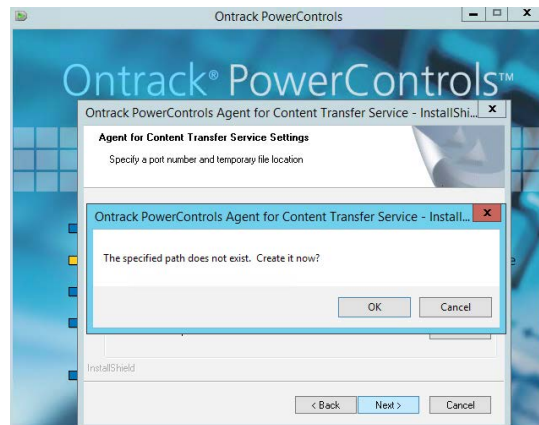 Ontrack PowerControls
Ontrack® PowerControls™
Ontrack PowerControls Agent for Content Transfer Service - InstallShi...
Agent for Content Transfer Service Settings
Specify a port number and temporary file location
Ontrack PowerControls Agent for Content Transfer Service - Install...
The specified path does not exist. Create it now?
OK Cancel
InstallShield
< Back Next > Cancel